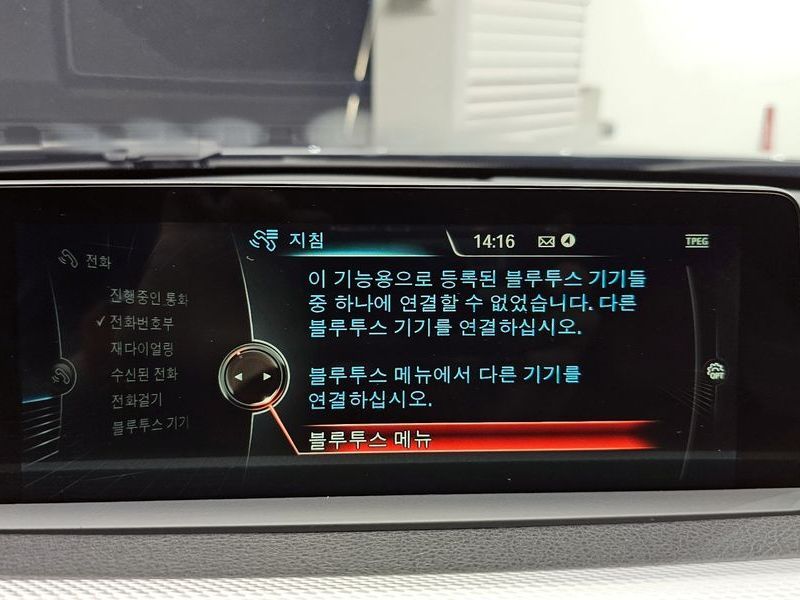 지침
14:16
TPEG
전화
진행중인 통화
✓ 전화번호부
재다이얼링
수신된 전화
전화걸기
블루투스 기기
이 기능용으로 등록된 블루투스 기기들
중 하나에 연결할 수 없었습니다. 다른
블루투스 기기를 연결하십시오.
블루투스 메뉴에서 다른 기기를
연결하십시오.
블루투스 메뉴
OPT